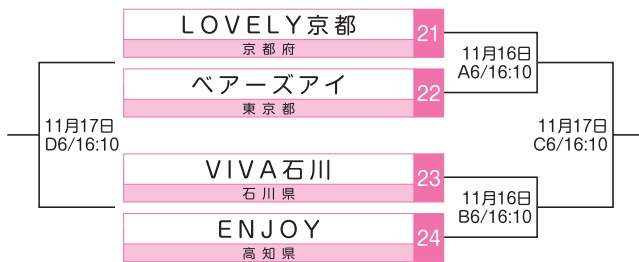 LOVELY京都
21
京都府
ベアーズアイ
22
東京都
11月16日
A6/16:10
11月17日
D6/16:10
11月17日
C6/16:10
VIVA石川
23
石川県
ENJOY
24
高知県
11月16日
B6/16:10